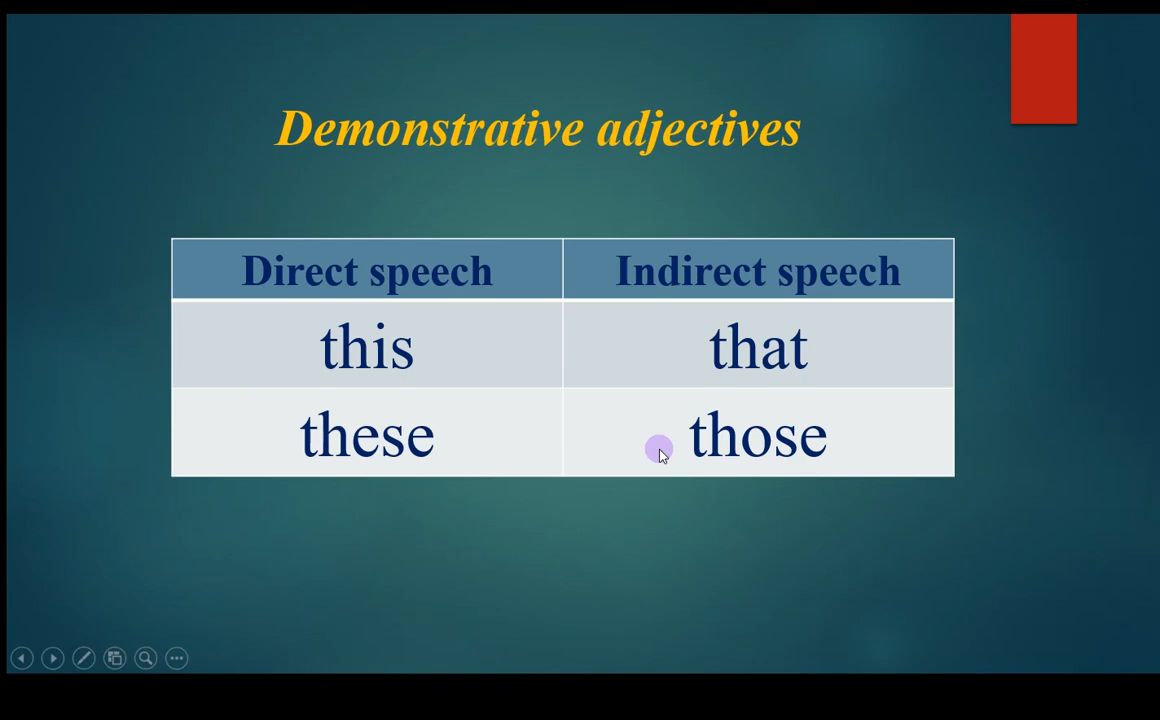 Demonstrative adjectives
Direct speech Indirect speech
this that
these those